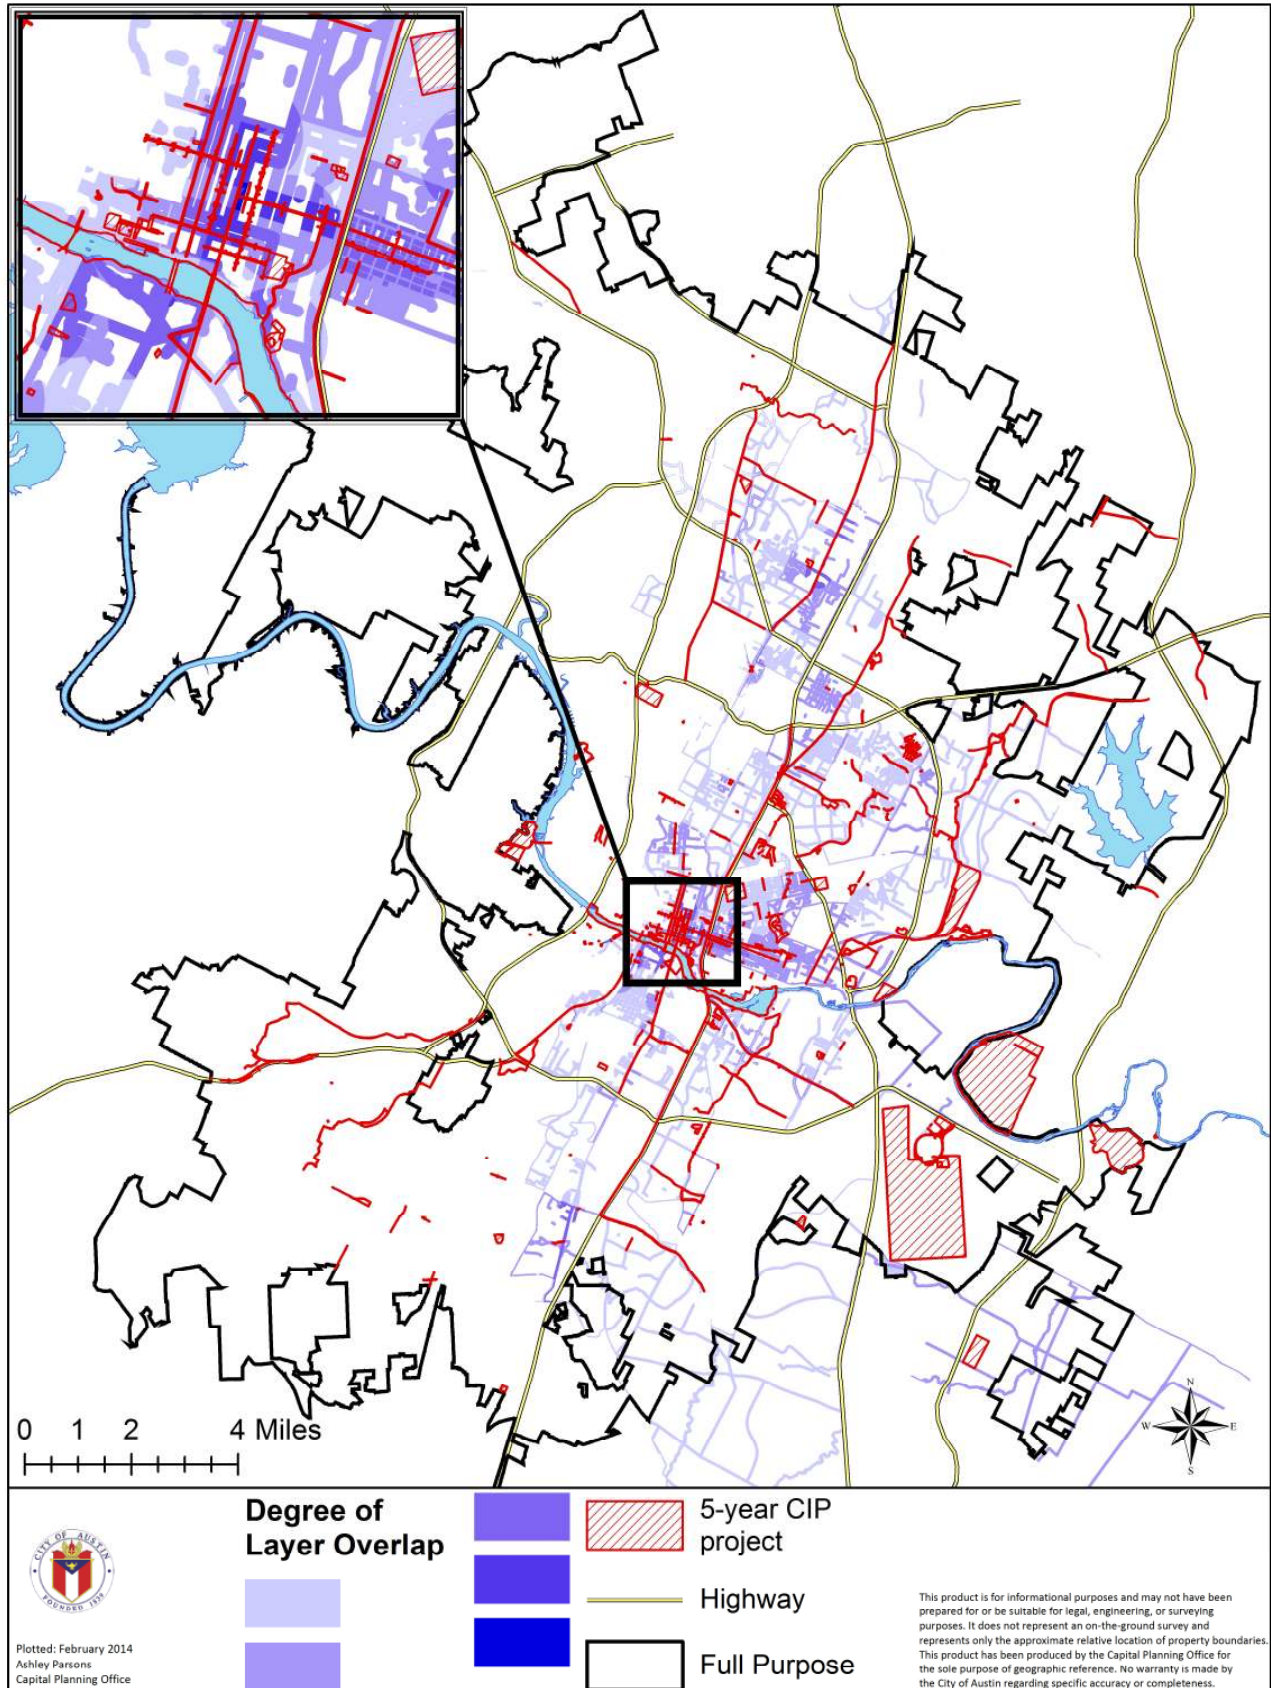 N
W
E
S
0 1 2 4 Miles
Degree of
Layer Overlap
5-year CIP
project
Highway
Full Purpose
CITY OF AUSTIN
FOUNDED 1839
Plotted: February 2014
Ashley Parsons
Capital Planning Office
This product is for informational purposes and may not have been
prepared for or be suitable for legal, engineering, or surveying
purposes. It does not represent an on-the-ground survey and
represents only the approximate relative location of property boundaries.
This product has been produced by the Capital Planning Office for
the sole purpose of geographic reference. No warranty is made by
the City of Austin regarding specific accuracy or completeness.